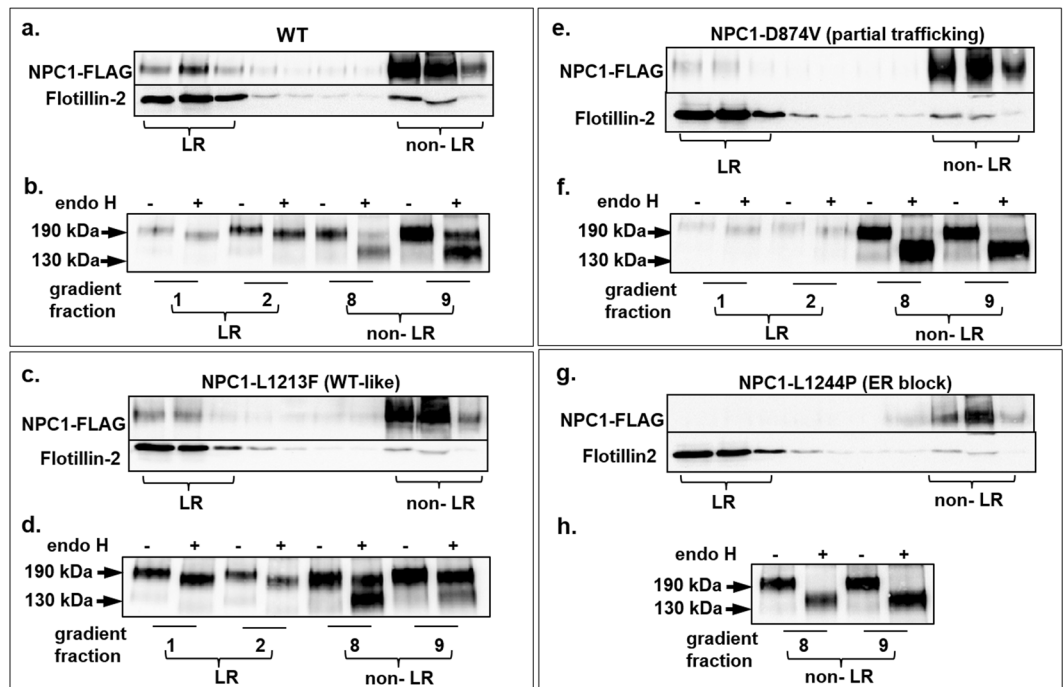 a.
WT
NPC1-FLAG
Flotillin-2
LR
non- LR
b.
endo H - + - + - + - +
190 kDa
130 kDa
gradient
fraction
1 2 8 9
LR non- LR
c.
NPC1-L1213F (WT-like)
NPC1-FLAG
Flotillin-2
LR
non- LR
d.
endo H - + - + - + - +
190 kDa
130 kDa
gradient
fraction
1 2 8 9
LR non- LR
e.
NPC1-D874V (partial trafficking)
NPC1-FLAG
Flotillin-2
LR
non- LR
f.
endo H - + - + - + - +
190 kDa
130 kDa
gradient
fraction
1 2 8 9
LR non- LR
g.
NPC1-L1244P (ER block)
NPC1-FLAG
Flotillin2
LR
non- LR
h.
endo H - + - +
190 kDa
130 kDa
gradient
fraction
8 9
non- LR